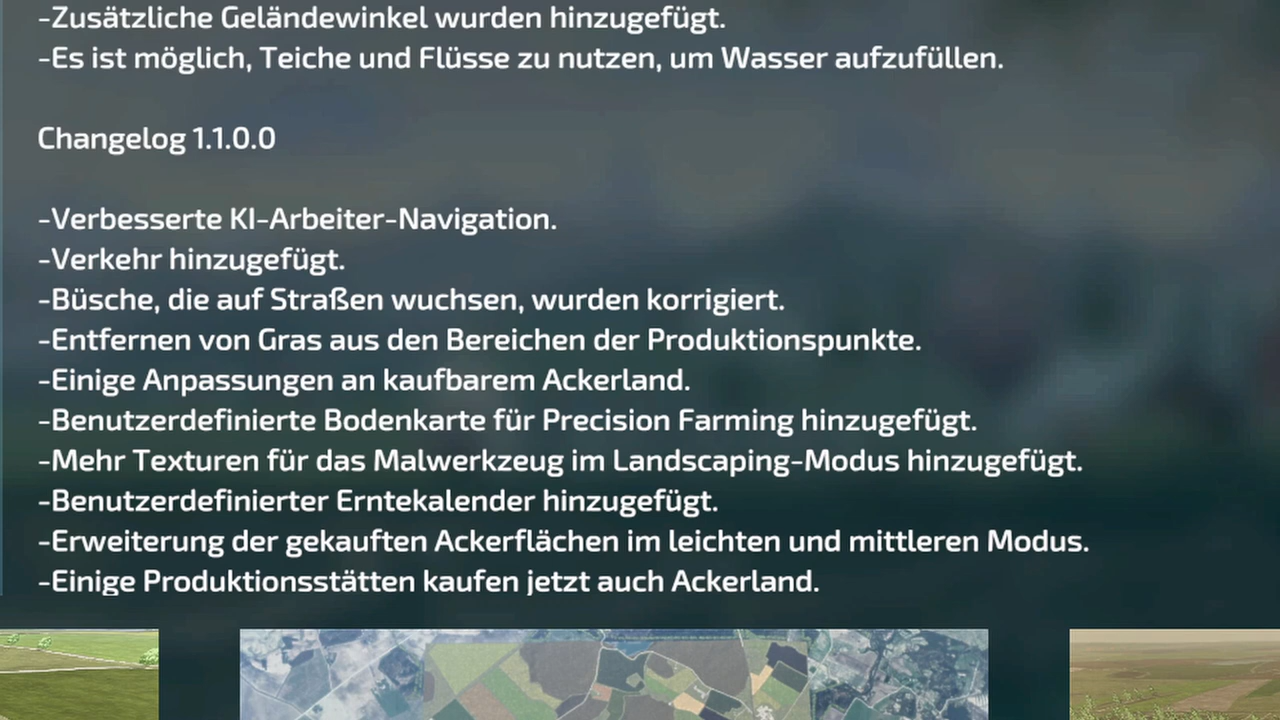 -Zusätzliche Geländewinkel wurden hinzugefügt.
-Es ist möglich, Teiche und Flüsse zu nutzen, um Wasser aufzufüllen.
Changelog 1.1.0.0
-Verbesserte KI-Arbeiter-Navigation.
-Verkehr hinzugefügt.
-Büsche, die auf Straßen wuchsen, wurden korrigiert.
-Entfernen von Gras aus den Bereichen der Produktionspunkte.
-Einige Anpassungen an kaufbarem Ackerland.
-Benutzerdefinierte Bodenkarte für Precision Farming hinzugefügt.
-Mehr Texturen für das Malwerkzeug im Landscaping-Modus hinzugefügt.
-Benutzerdefinierter Erntekalender hinzugefügt.
-Erweiterung der gekauften Ackerflächen im leichten und mittleren Modus.
-Einige Produktionsstätten kaufen jetzt auch Ackerland.